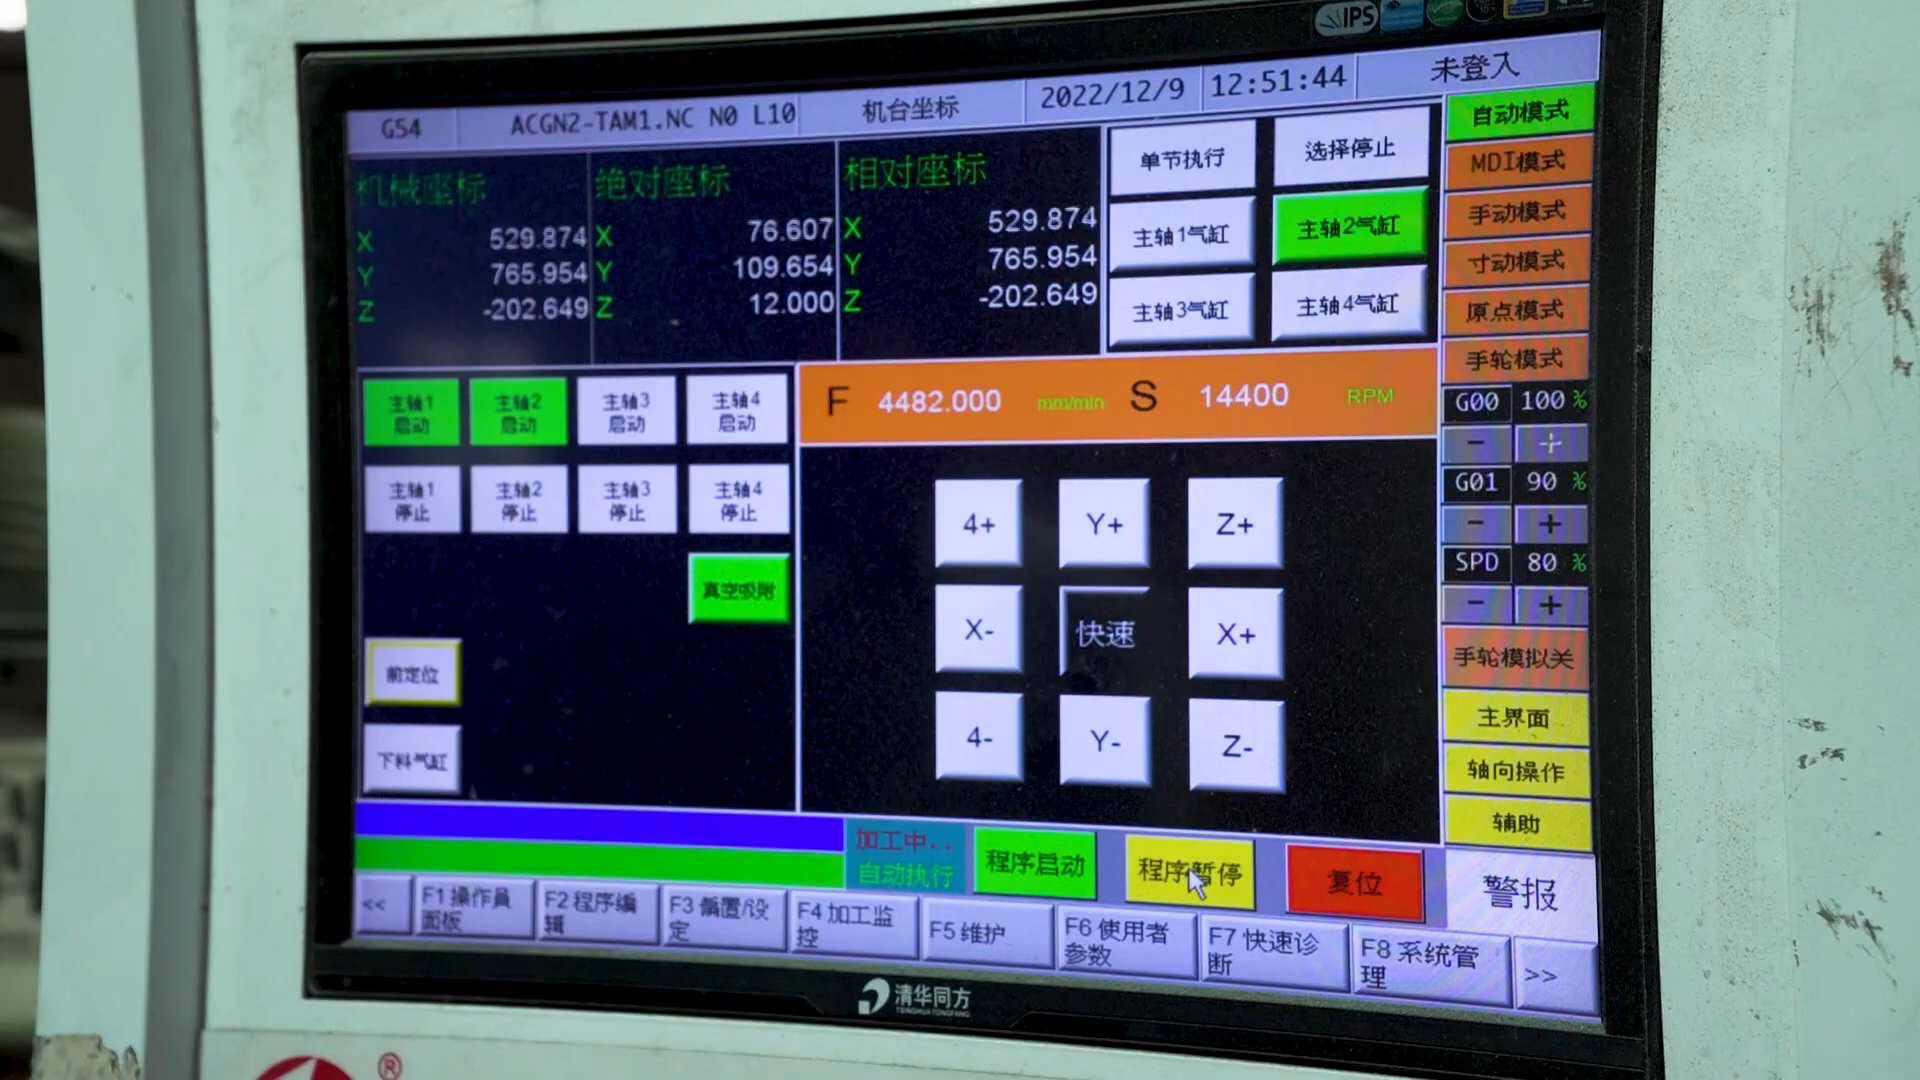 IPS
G54 ACGN2-TAM1.NC N0 L10 机台坐标 2022/12/9 12:51:44 未登入
机械座标
X 529.874
Y 765.954
Z -202.649
绝对座标
X 76.607
Y 109.654
Z 12.000
相对座标
X 529.874
Y 765.954
Z -202.649
单节执行 选择停止
主轴1气缸 主轴2气缸
主轴3气缸 主轴4气缸
自动模式
MDI模式
手动模式
寸动模式
原点模式
手轮模式
G00 100 %
- +
G01 90 %
- +
SPD 80 %
- +
手轮模拟关
主界面
轴向操作
辅助
警报
主轴1 主轴2 主轴3 主轴4
启动 启动 启动 启动
主轴1 主轴2 主轴3 主轴4
停止 停止 停止 停止
真空吸附
前定位
下料气缸
F 4482.000 mm/min S 14400 RPM
4+ Y+ Z+
X- 快速 X+
4- Y- Z-
加工中..
自动执行
程序启动 程序暂停 复位
<<
F1 操作員
面板
F2 程序编
辑
F3 偏置/设
定
F4 加工监
控
F5 维护
F6 使用者
参数
F7 快速诊
断
F8 系统管
理
>>
清华同方
TSINGHUA TONGFANG
®